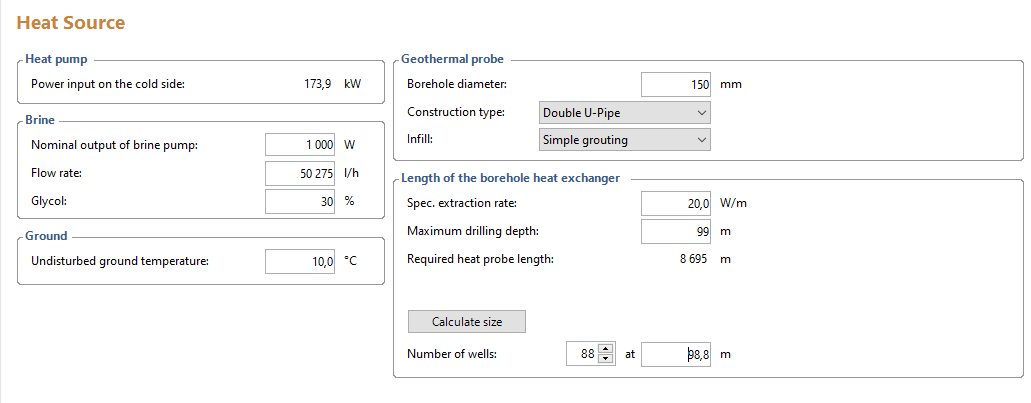 Heat Source
Heat pump
Power input on the cold side: 173,9 kW
Brine
Nominal output of brine pump: 1 000 W
Flow rate: 50 275 l/h
Glycol: 30 %
Ground
Undisturbed ground temperature: 10,0 °C
Geothermal probe
Borehole diameter: 150 mm
Construction type: Double U-Pipe
Infill: Simple grouting
Length of the borehole heat exchanger
Spec. extraction rate: 20,0 W/m
Maximum drilling depth: 99 m
Required heat probe length: 8 695 m
Calculate size
Number of wells: 88 at 98,8 m